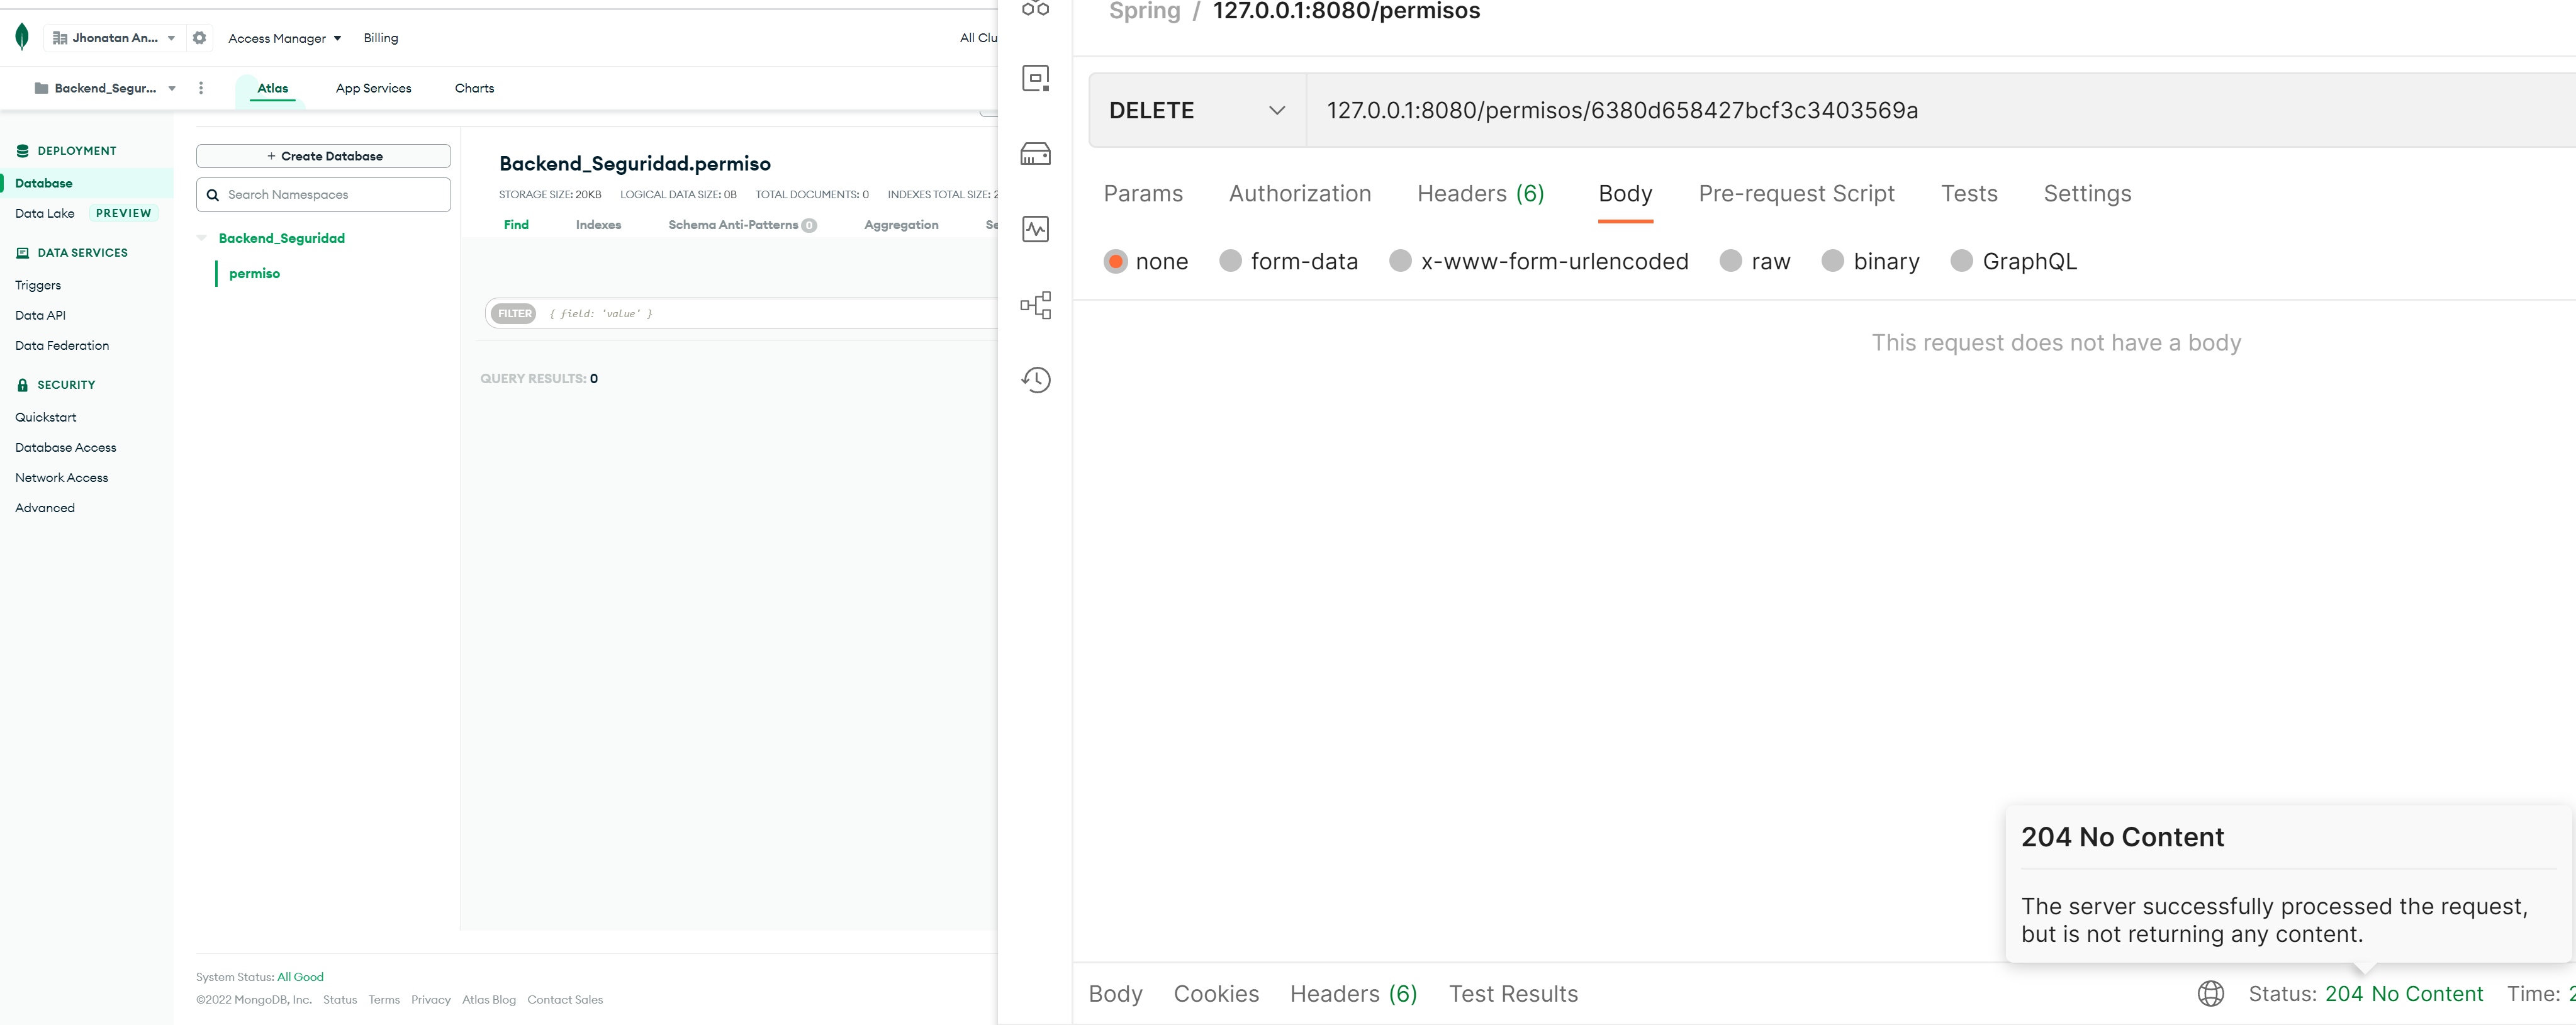 Jhonatan An...
Access Manager
Billing
All Clu
Backend_Segur...
Atlas
App Services
Charts
DEPLOYMENT
Database
Data Lake PREVIEW
DATA SERVICES
Triggers
Data API
Data Federation
SECURITY
Quickstart
Database Access
Network Access
Advanced
+ Create Database
Search Namespaces
Backend_Seguridad
permiso
Backend_Seguridad.permiso
STORAGE SIZE: 20KB LOGICAL DATA SIZE: 0B TOTAL DOCUMENTS: 0 INDEXES TOTAL SIZE: 2
Find Indexes Schema Anti-Patterns 0 Aggregation Se
FILTER { field: 'value' }
QUERY RESULTS: 0
System Status: All Good
©2022 MongoDB, Inc. Status Terms Privacy Atlas Blog Contact Sales
Spring / 127.0.0.1:8080/permisos
DELETE 127.0.0.1:8080/permisos/6380d658427bcf3c3403569a
Params Authorization Headers (6) Body Pre-request Script Tests Settings
none form-data x-www-form-urlencoded raw binary GraphQL
This request does not have a body
204 No Content
The server successfully processed the request,
but is not returning any content.
Body Cookies Headers (6) Test Results
Status: 204 No Content Time: 2